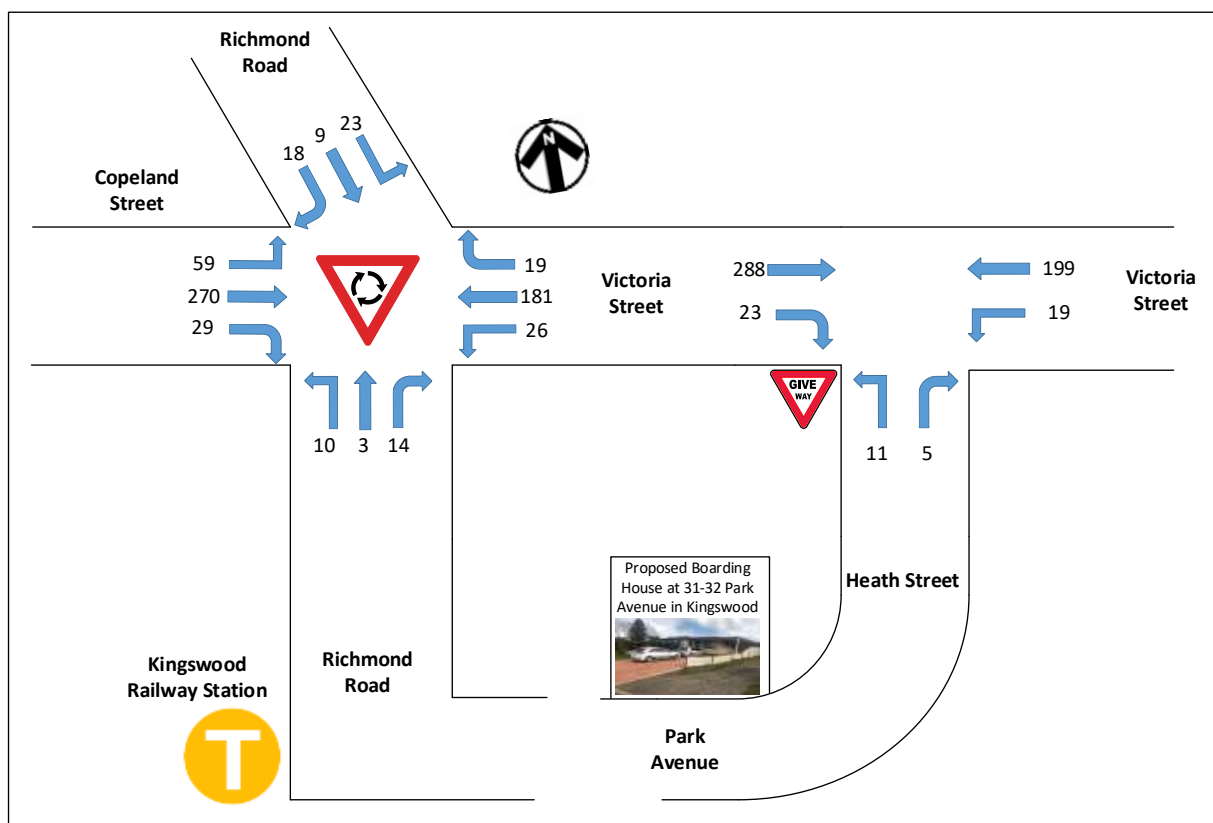 Richmond
Road
23
9
18
N
Copeland
Street
59
270
29
19
181
26
Victoria
Street
288
23
199
19
Victoria
Street
GIVE
WAY
10
3
14
11
5
Proposed Boarding
House at 31-32 Park
Avenue in Kingswood
Heath Street
Kingswood
Railway Station
T
Richmond
Road
Park
Avenue